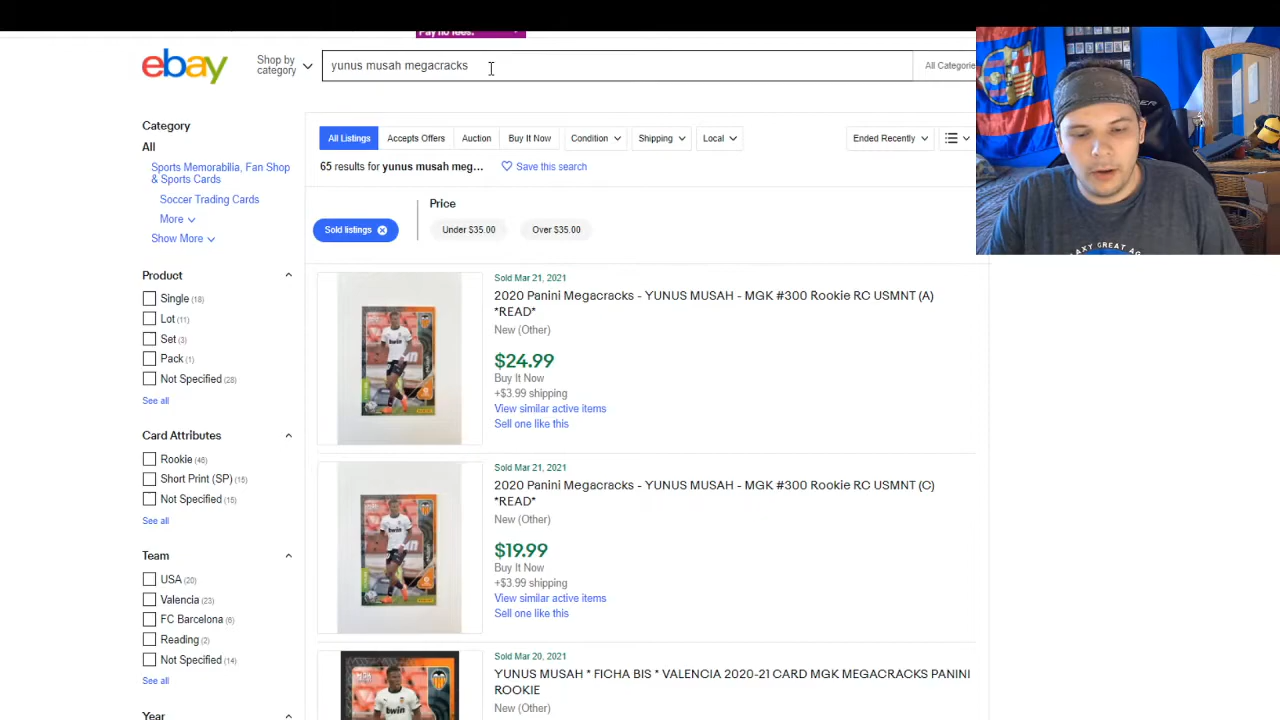 Pay no fees.
ebay
Shop by
category
yunus musah megacracks
All Categorie
Category
All
Sports Memorabilia, Fan Shop
& Sports Cards
Soccer Trading Cards
More
Show More
All Listings
Accepts Offers
Auction
Buy It Now
Condition
Shipping
Local
Ended Recently
65 results for yunus musah meg...
Save this search
Price
Sold listings
Under $35.00
Over $35.00
Product
Single (18)
Lot (11)
Set (3)
Pack (1)
Not Specified (28)
See all
Card Attributes
Rookie (46)
Short Print (SP) (15)
Not Specified (15)
See all
Team
USA (20)
Valencia (23)
FC Barcelona (6)
Reading (2)
Not Specified (14)
See all
Year
Sold Mar 21, 2021
2020 Panini Megacracks - YUNUS MUSAH - MGK #300 Rookie RC USMNT (A)
*READ*
New (Other)
$24.99
Buy It Now
+$3.99 shipping
View similar active items
Sell one like this
Sold Mar 21, 2021
2020 Panini Megacracks - YUNUS MUSAH - MGK #300 Rookie RC USMNT (C)
*READ*
New (Other)
$19.99
Buy It Now
+$3.99 shipping
View similar active items
Sell one like this
Sold Mar 20, 2021
YUNUS MUSAH * FICHA BIS * VALENCIA 2020-21 CARD MGK MEGACRACKS PANINI
ROOKIE
New (Other)
bwin
bwin
bwin